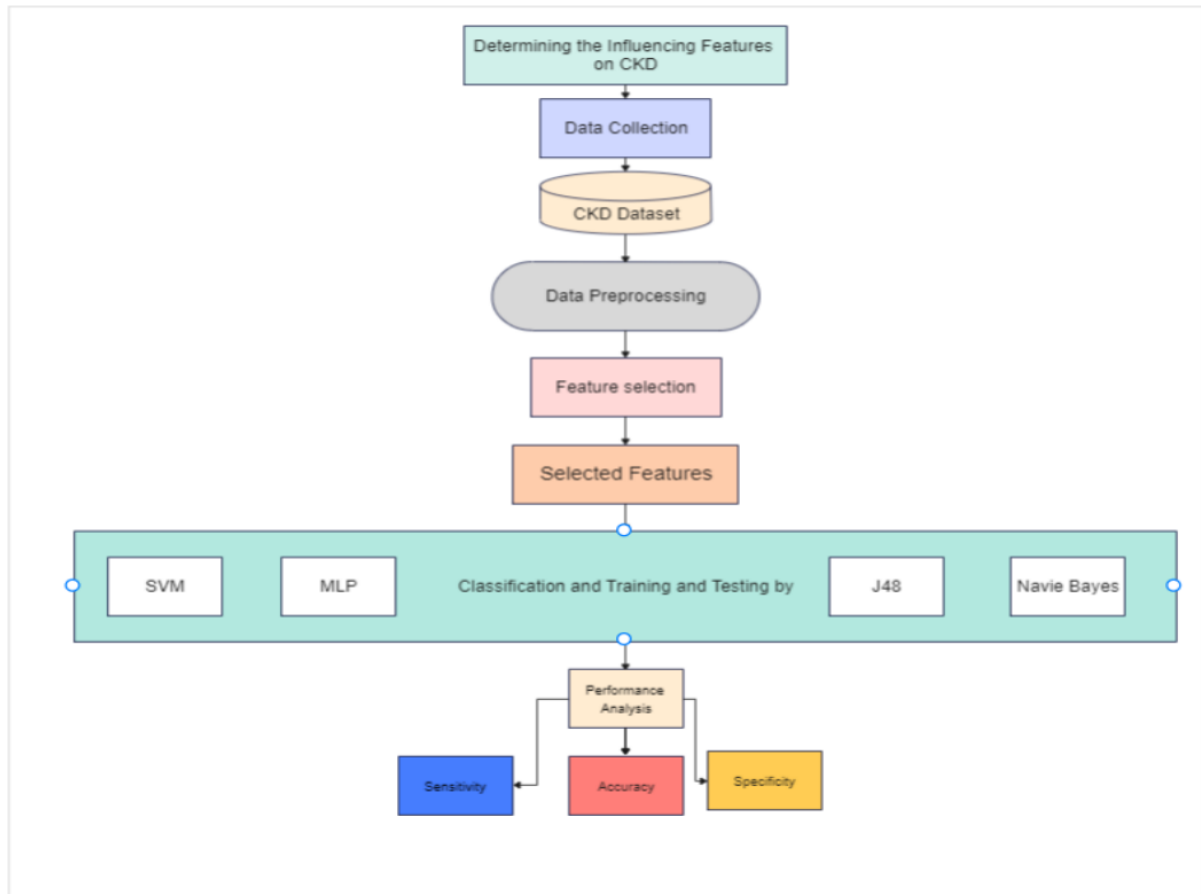 Determining the Influencing Features
on CKD
Data Collection
CKD Dataset
Data Preprocessing
Feature selection
Selected Features
SVM
MLP
Classification and Training and Testing by
J48
Navie Bayes
Performance
Analysis
Sensitivity
Accuracy
Specificity